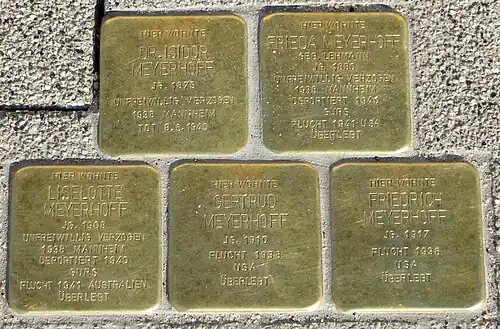 HIER WOHNTE
DR. ISIDOR
MEYERHOFF
JG. 1876
UNFREIWILLIG VERZOGEN
1938 MANNHEIM
TOT 8.5.1940
HIER WOHNTE
FRIEDA MEYERHOFF
GEB. LEHMANN
JG. 1880
UNFREIWILLIG VERZOGEN
1938 MANNHEIM
DEPORTIERT 1940
GURS
FLUCHT 1941 USA
ÜBERLEBT
HIER WOHNTE
LISELOTTE
MEYERHOFF
JG. 1908
UNFREIWILLIG VERZOGEN
1938 MANNHEIM
DEPORTIERT 1940
GURS
FLUCHT 1941 AUSTRALIEN
ÜBERLEBT
HIER WOHNTE
GERTRUD
MEYERHOFF
JG. 1910
FLUCHT 1938
USA
ÜBERLEBT
HIER WOHNTE
FRIEDRICH
MEYERHOFF
JG. 1917
FLUCHT 1936
USA
ÜBERLEBT